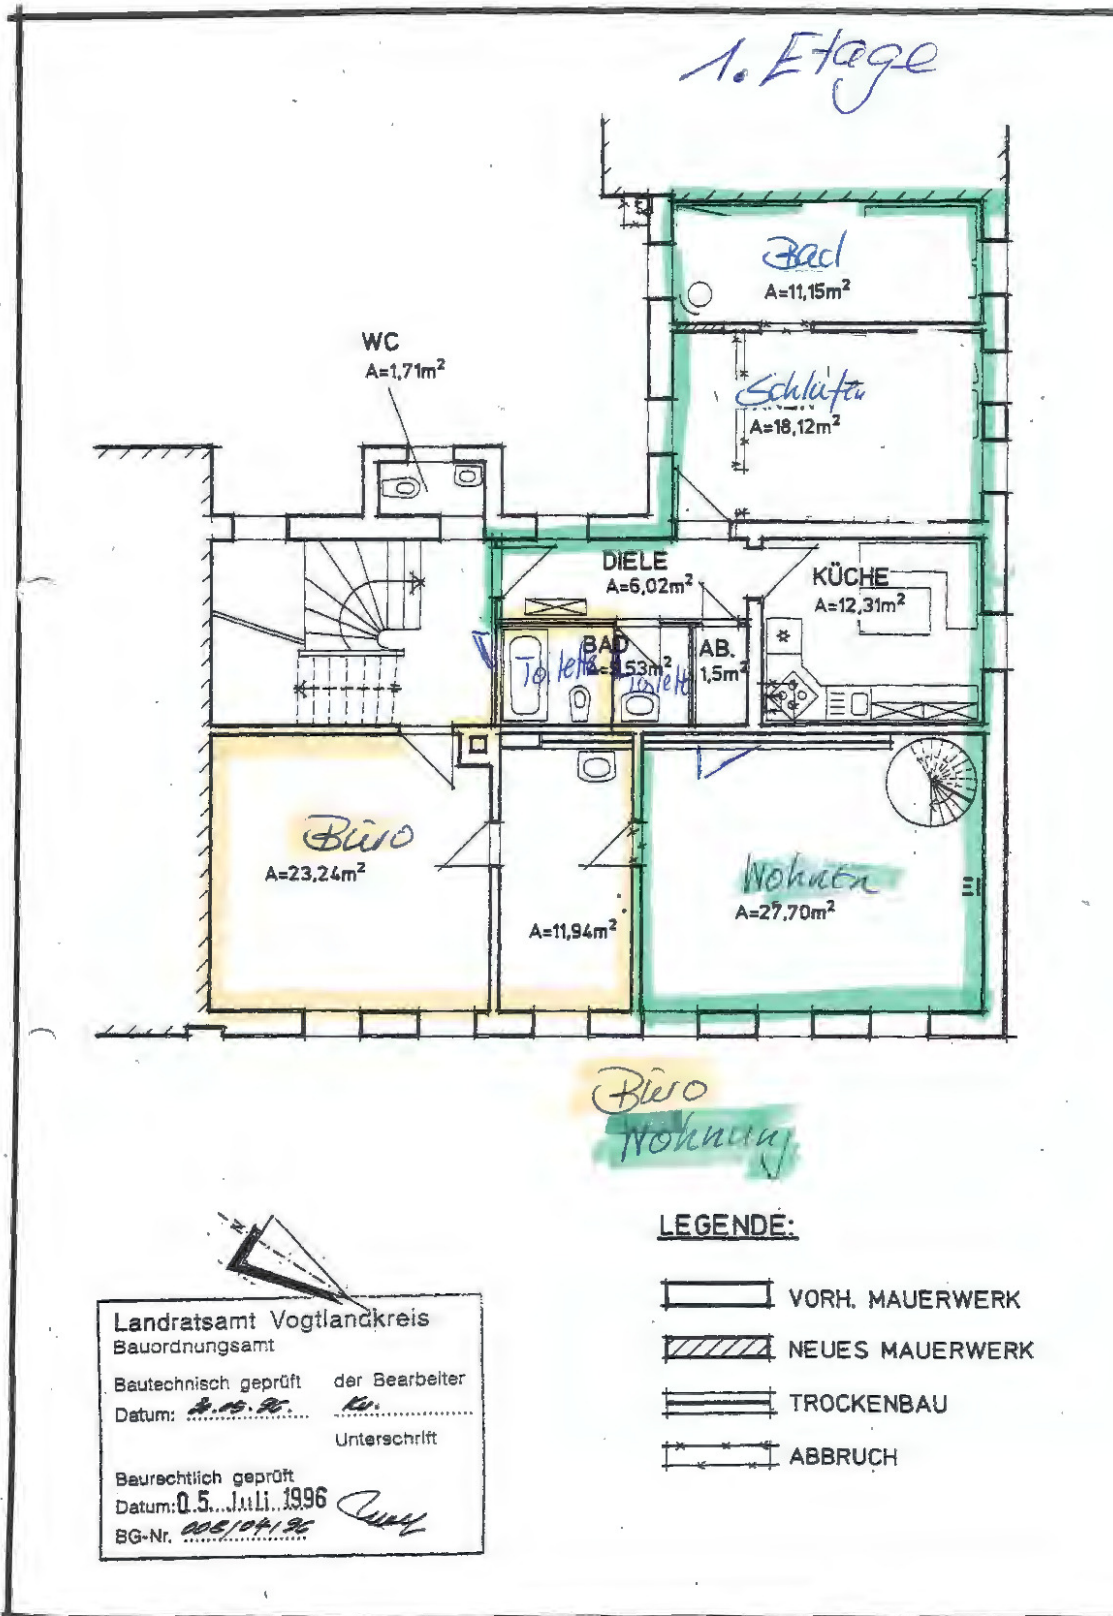 1. Etage
Bad
A=11,15m²
WC
A=1,71m²
Schlafen
A=18,12m²
DIELE
A=6,02m²
KÜCHE
A=12,31m²
BAD
Toilette
Toilette
AB.
1,5m²
Büro
A=23,24m²
A=11,94m²
Wohnen
A=27,70m²
Büro
Wohnung
LEGENDE:
VORH. MAUERWERK
NEUES MAUERWERK
TROCKENBAU
ABBRUCH
Landratsamt Vogtlandkreis
Bauordnungsamt
Bautechnisch geprüft der Bearbeiter
Datum:
Unterschrift
Baurechtlich geprüft
Datum: 05. Juli 1996
BG-Nr.